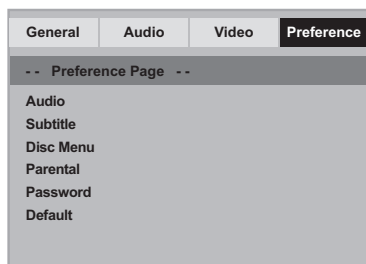 General Audio Video Preference
- - Preference Page - -
Audio
Subtitle
Disc Menu
Parental
Password
Default